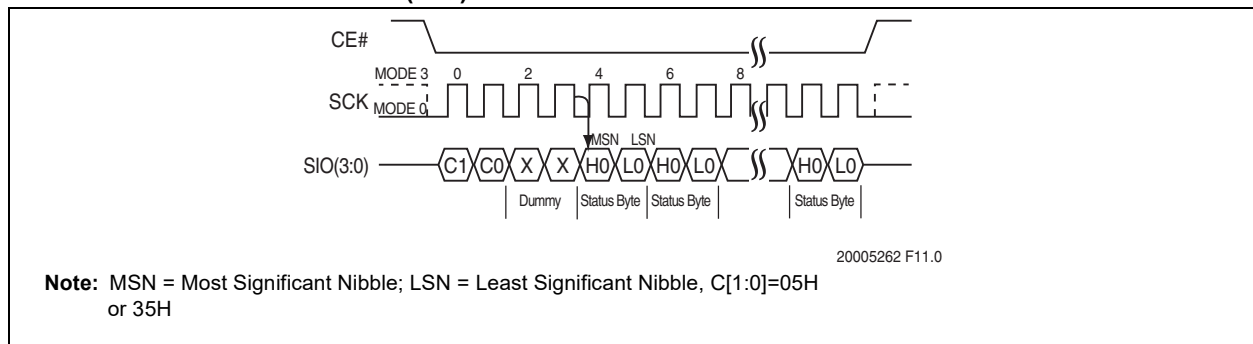 CE#
MODE 3 0 2 4 6 8
SCK
MODE 0
MSN LSN
SIO(3:0) C1 C0 X X H0 L0 H0 L0 H0 L0
Dummy Status Byte Status Byte Status Byte
20005262 F11.0
Note: MSN = Most Significant Nibble; LSN = Least Significant Nibble, C[1:0]=05H
or 35H